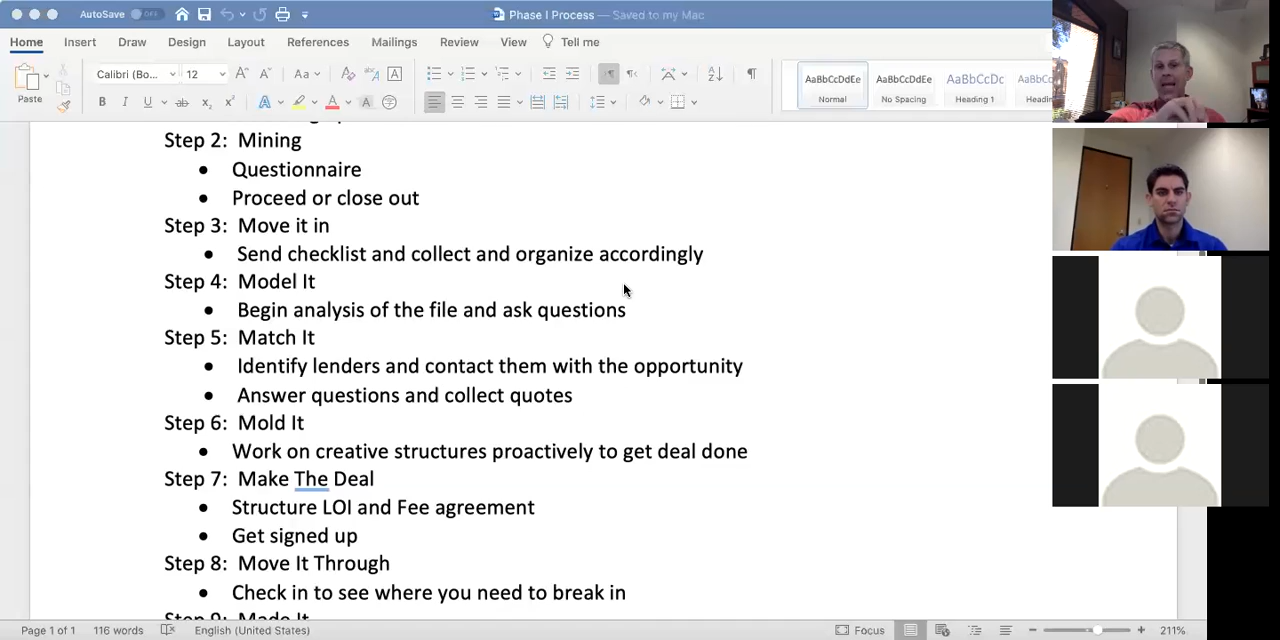 AutoSave OFF
Phase I Process — Saved to my Mac
Home Insert Draw Design Layout References Mailings Review View Tell me
Paste
Calibri (Bo... 12
AaBbCcDdEe AaBbCcDdEe AaBbCcDc
Normal No Spacing Heading 1
Step 2: Mining
Questionnaire
Proceed or close out
Step 3: Move it in
Send checklist and collect and organize accordingly
Step 4: Model It
Begin analysis of the file and ask questions
Step 5: Match It
Identify lenders and contact them with the opportunity
Answer questions and collect quotes
Step 6: Mold It
Work on creative structures proactively to get deal done
Step 7: Make The Deal
Structure LOI and Fee agreement
Get signed up
Step 8: Move It Through
Check in to see where you need to break in
Step 9: Made It
Page 1 of 1 116 words English (United States) Focus 211%